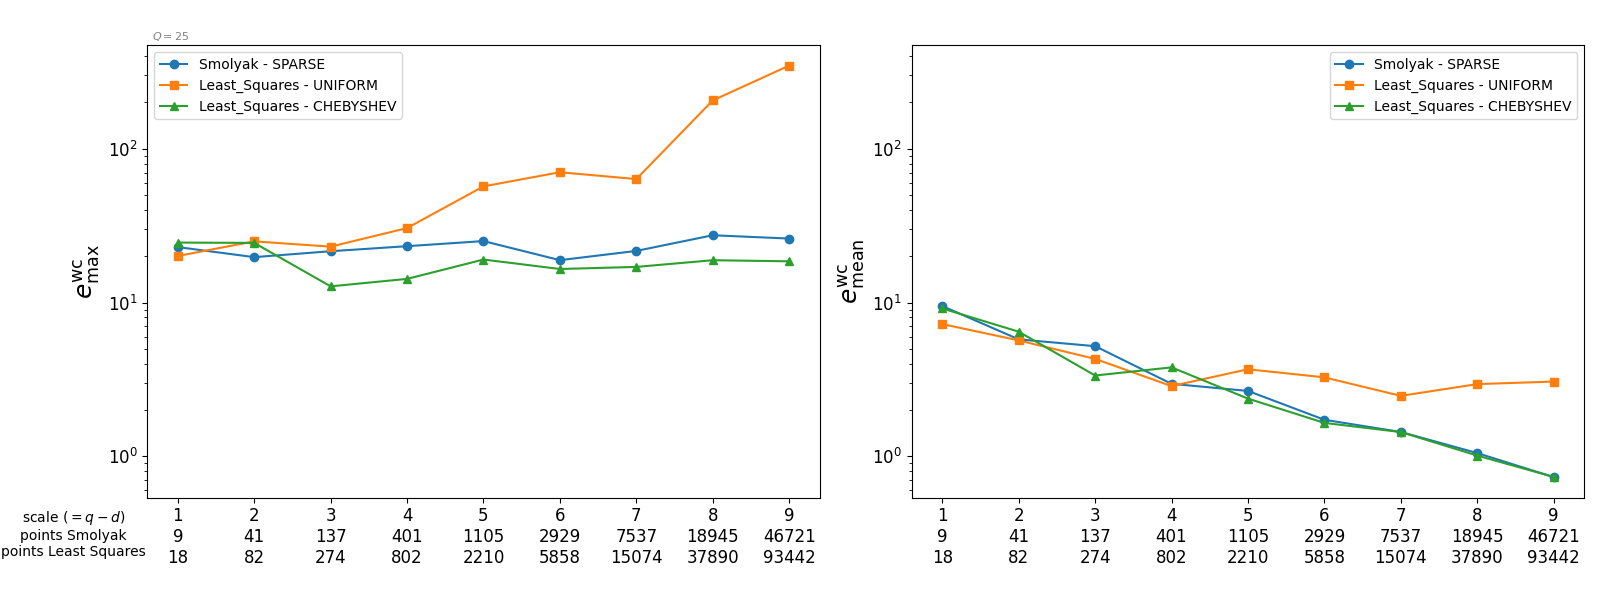 Q = 25
Smolyak - SPARSE
Least_Squares - UNIFORM
Least_Squares - CHEBYSHEV
10²
10¹
10⁰
e^wc_max
scale (= q − d) 1 2 3 4 5 6 7 8 9
points Smolyak 9 41 137 401 1105 2929 7537 18945 46721
points Least Squares 18 82 274 802 2210 5858 15074 37890 93442
Smolyak - SPARSE
Least_Squares - UNIFORM
Least_Squares - CHEBYSHEV
10²
10¹
10⁰
e^wc_mean
1 2 3 4 5 6 7 8 9
9 41 137 401 1105 2929 7537 18945 46721
18 82 274 802 2210 5858 15074 37890 93442